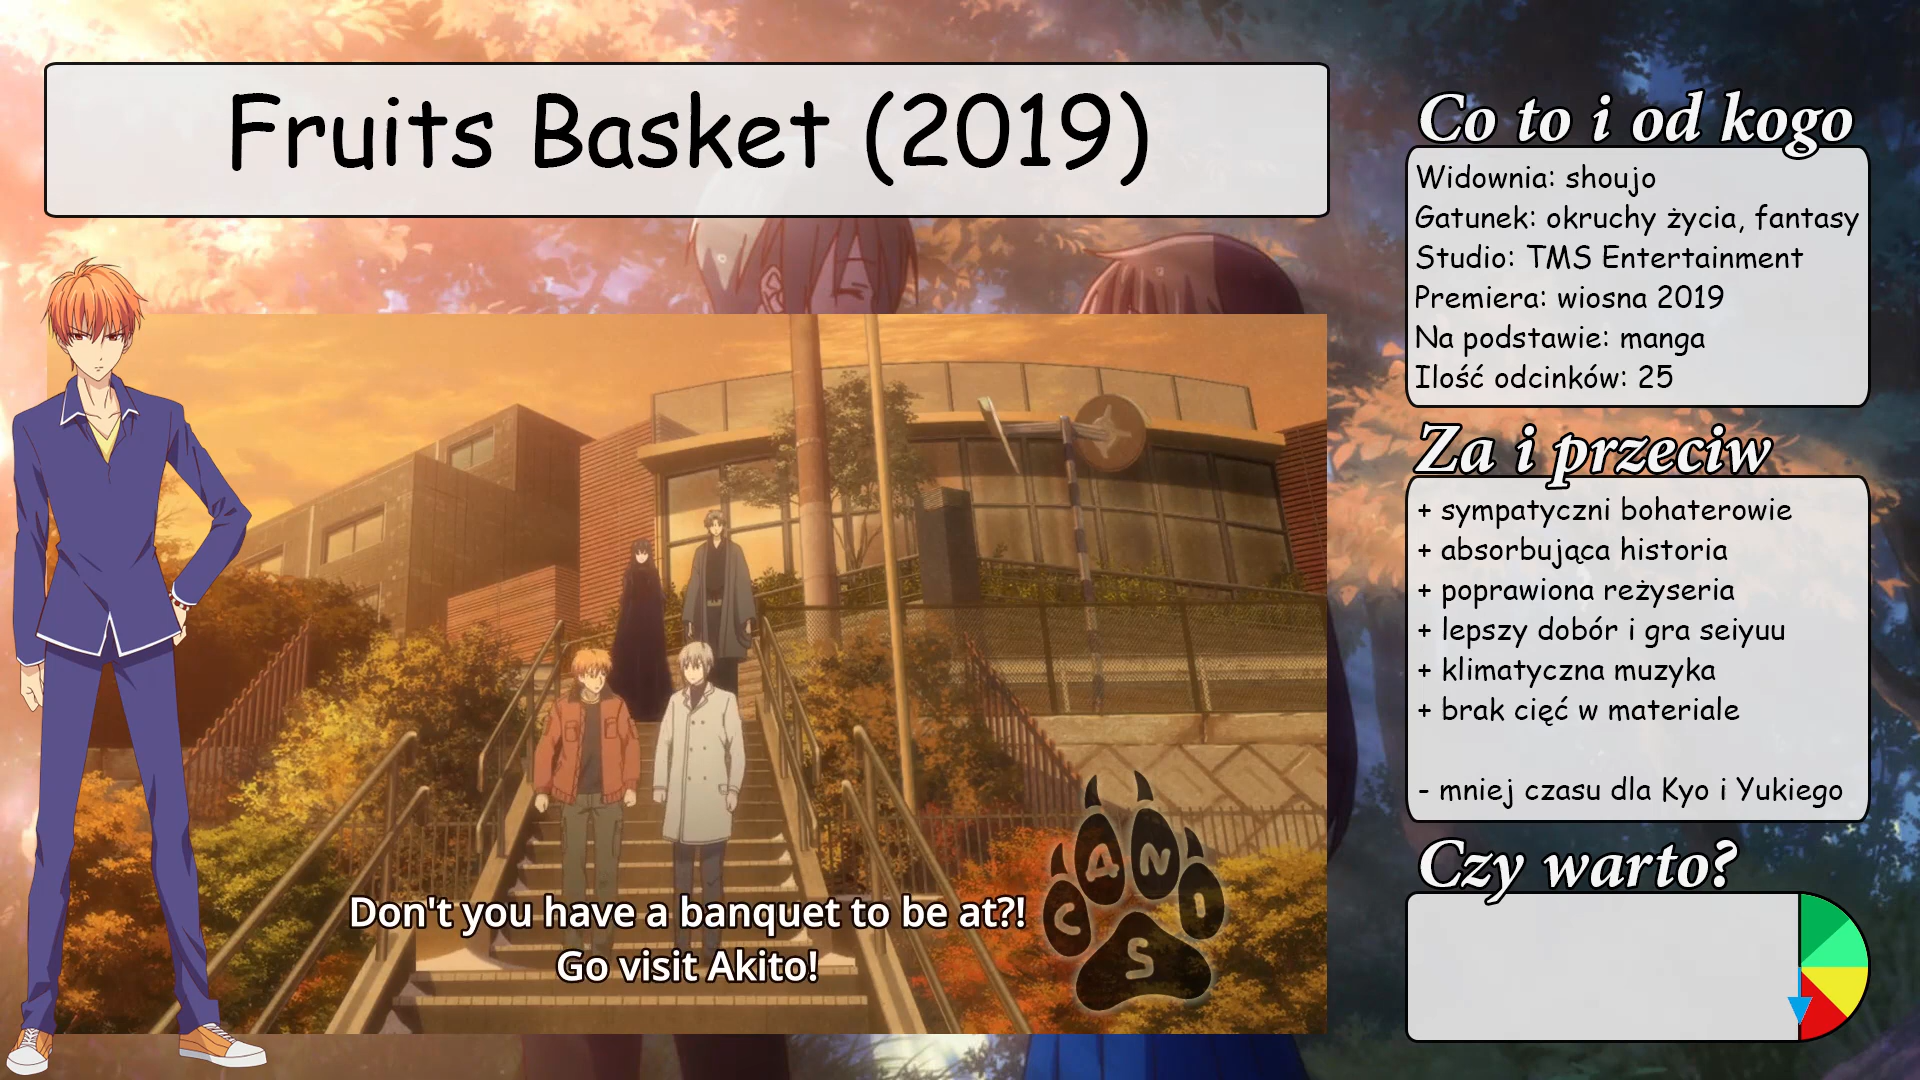 Fruits Basket (2019)
Co to i od kogo
Widownia: shoujo
Gatunek: okruchy życia, fantasy
Studio: TMS Entertainment
Premiera: wiosna 2019
Na podstawie: manga
Ilość odcinków: 25
Za i przeciw
+ sympatyczni bohaterowie
+ absorbująca historia
+ poprawiona reżyseria
+ lepszy dobór i gra seiyuu
+ klimatyczna muzyka
+ brak cięć w materiale
- mniej czasu dla Kyo i Yukiego
Czy warto?
Don't you have a banquet to be at?!
Go visit Akito!
CANIS